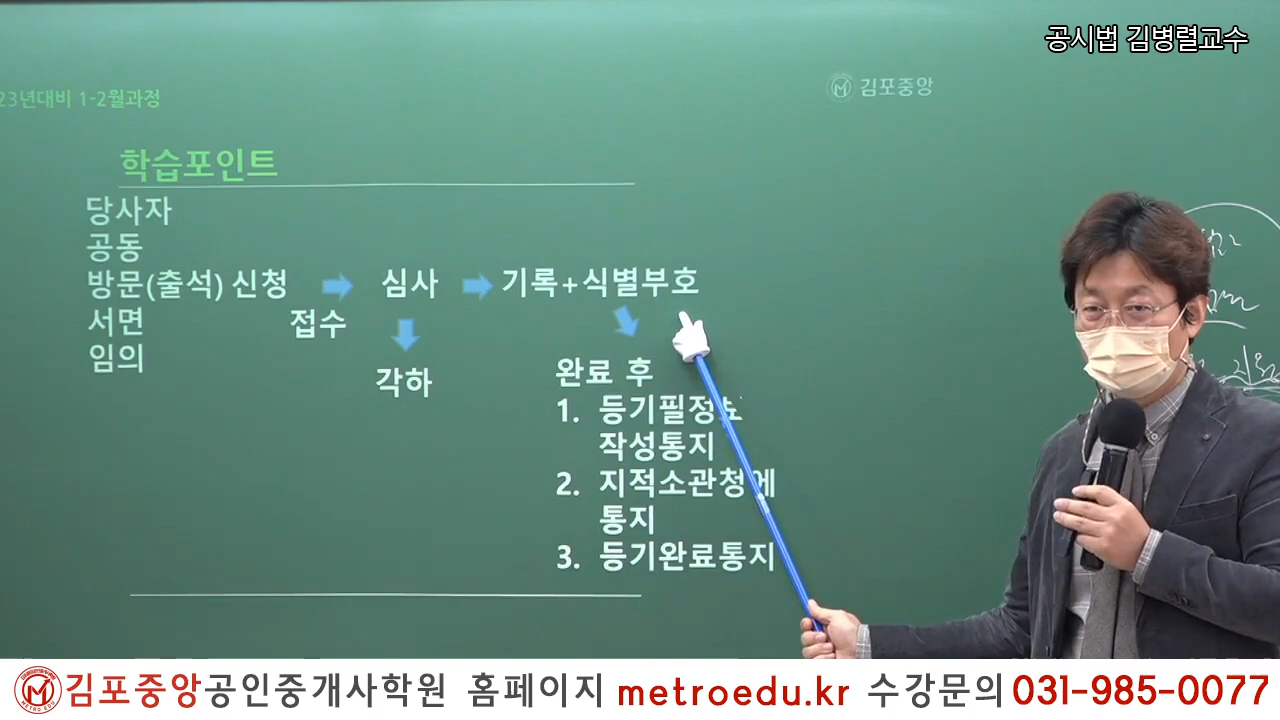 공시법 김병렬교수
23년대비 1-2월과정
김포중앙
학습포인트
당사자
공동
방문(출석) 신청
서면
임의
접수
심사
각하
기록+식별부호
완료 후
1. 등기필정보
작성통지
2. 지적소관청에
통지
3. 등기완료통지
METRO EDU
김포중앙공인중개사학원 홈페이지 metroedu.kr 수강문의 031-985-0077